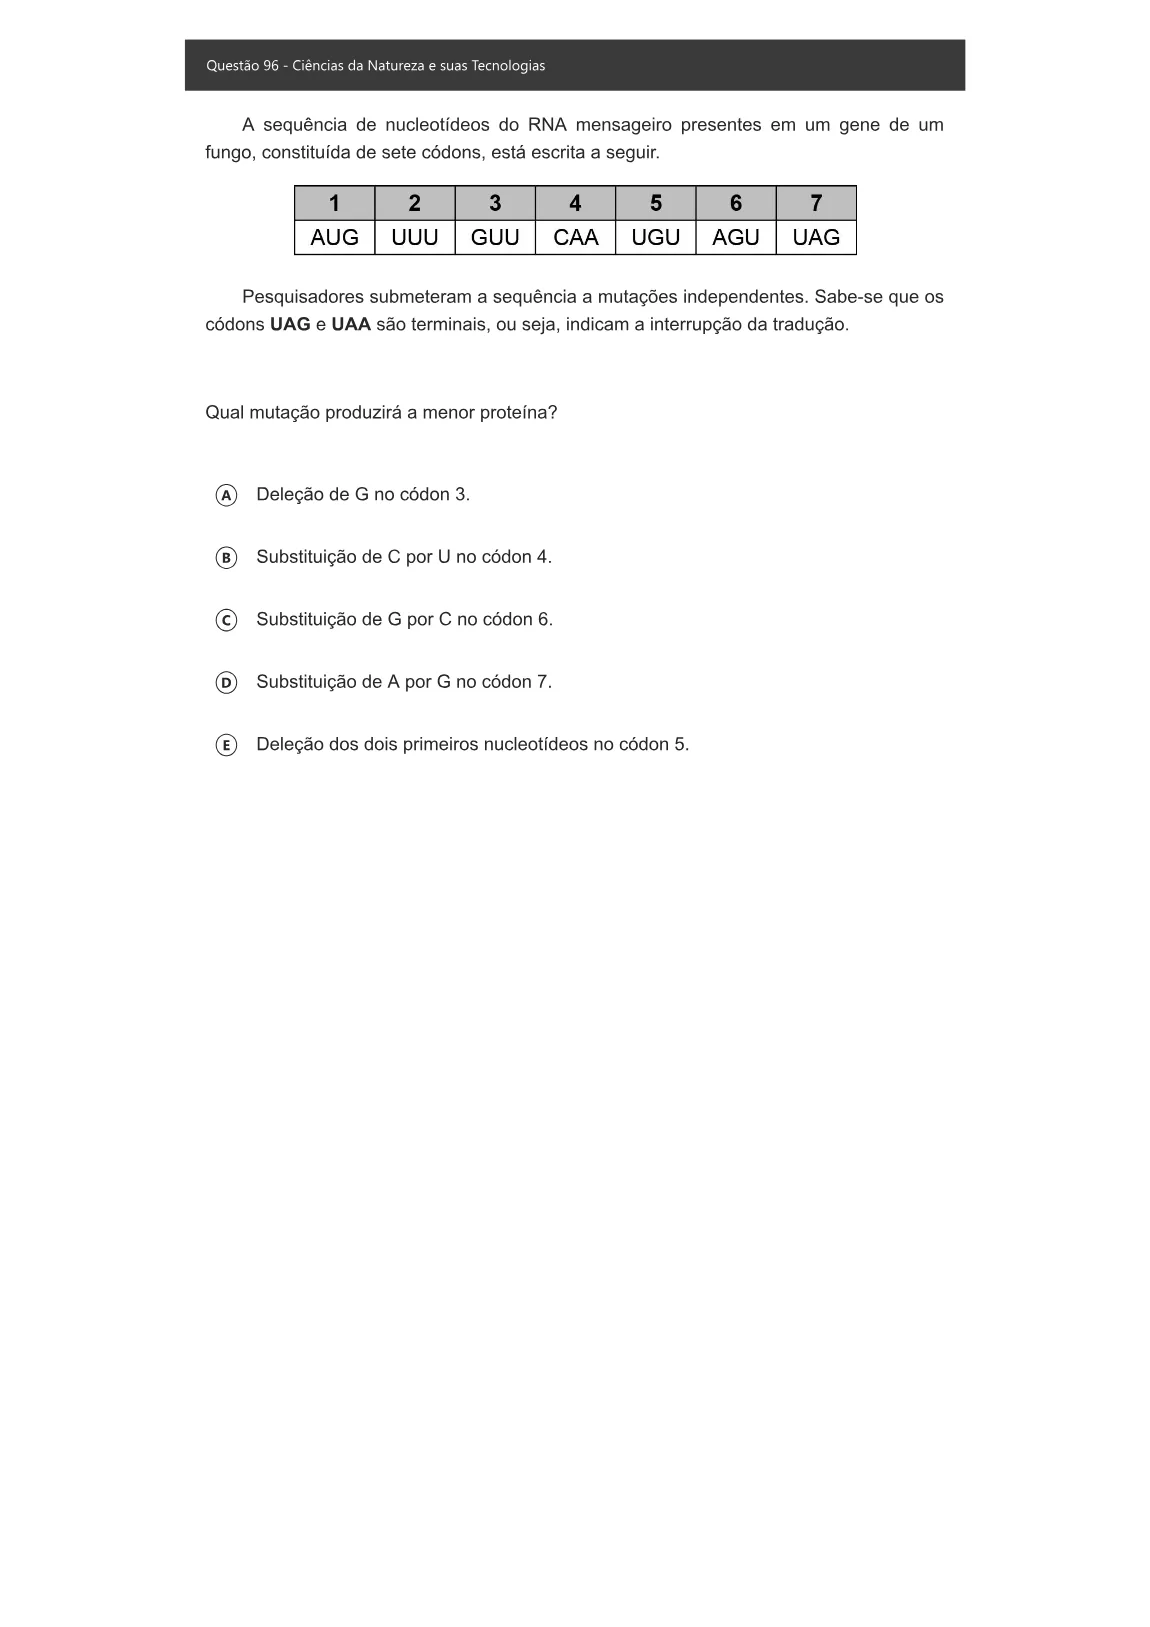 Questão 96 - Ciências da Natureza e suas Tecnologias
A sequência de nucleotídeos do RNA mensageiro presentes em um gene de um
fungo, constituída de sete códons, está escrita a seguir.
1 2 3 4 5 6 7
AUG UUU GUU CAA UGU AGU UAG
Pesquisadores submeteram a sequência a mutações independentes. Sabe-se que os
códons UAG e UAA são terminais, ou seja, indicam a interrupção da tradução.
Qual mutação produzirá a menor proteína?
A Deleção de G no códon 3.
B Substituição de C por U no códon 4.
C Substituição de G por C no códon 6.
D Substituição de A por G no códon 7.
E Deleção dos dois primeiros nucleotídeos no códon 5.